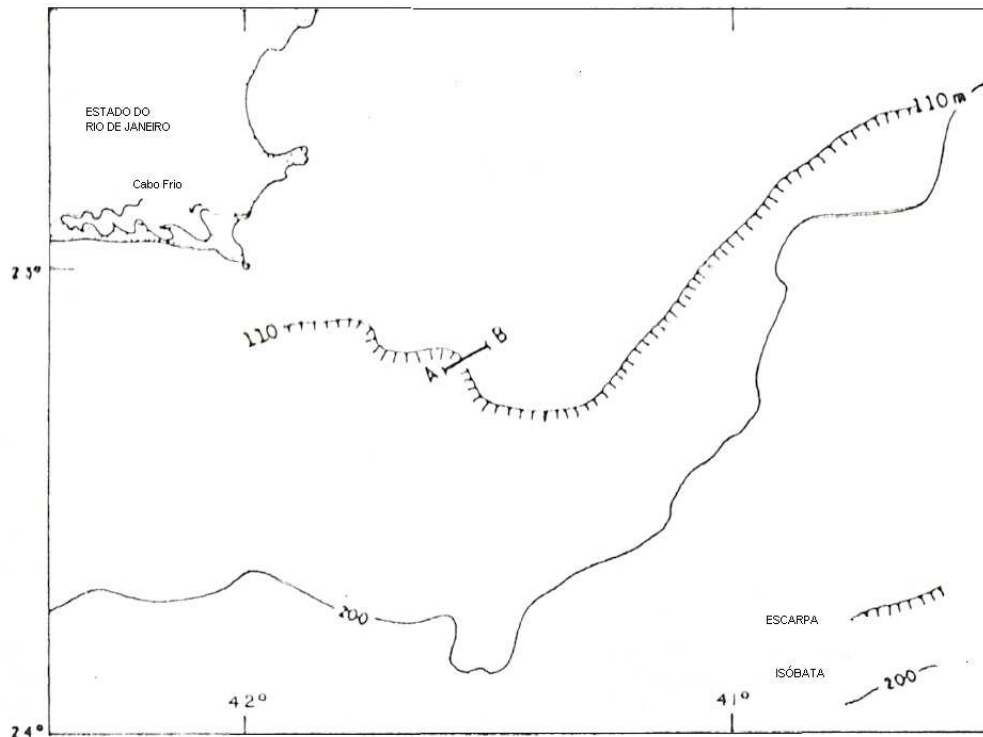 ESTADO DO
RIO DE JANEIRO
110 m
Cabo Frio
23°
110
B
A
200
ESCARPA
ISÓBATA
200
42°
41°
24°